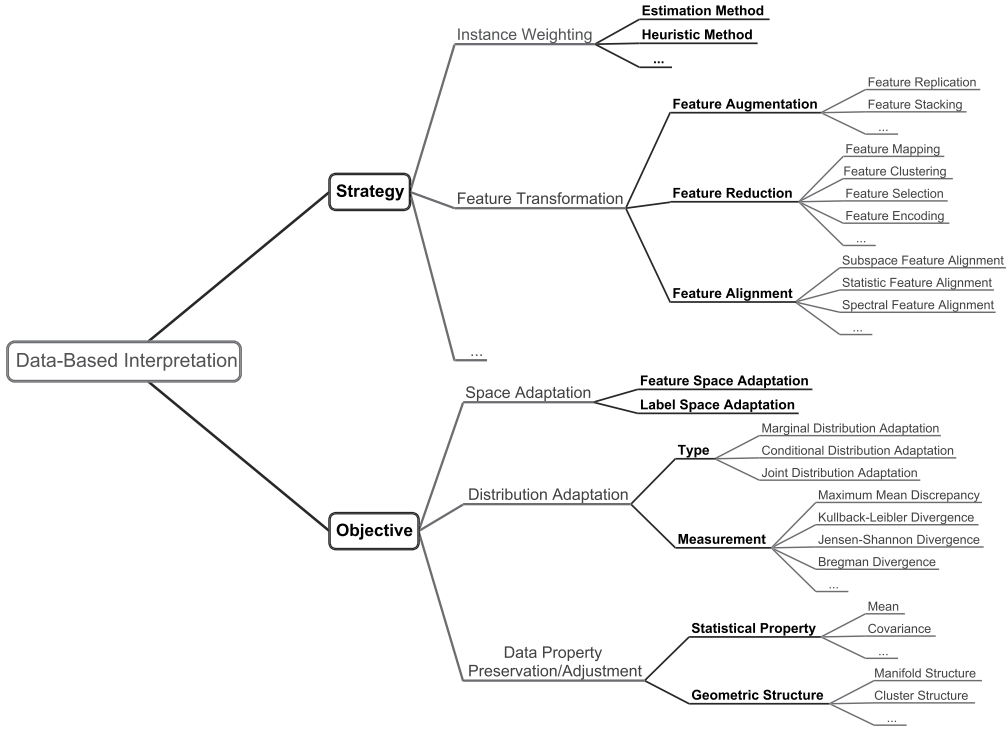 Data-Based Interpretation
Strategy
Instance Weighting
Estimation Method
Heuristic Method
...
Feature Transformation
Feature Augmentation
Feature Replication
Feature Stacking
...
Feature Reduction
Feature Mapping
Feature Clustering
Feature Selection
Feature Encoding
...
Feature Alignment
Subspace Feature Alignment
Statistic Feature Alignment
Spectral Feature Alignment
...
...
Objective
Space Adaptation
Feature Space Adaptation
Label Space Adaptation
Distribution Adaptation
Type
Marginal Distribution Adaptation
Conditional Distribution Adaptation
Joint Distribution Adaptation
Measurement
Maximum Mean Discrepancy
Kullback-Leibler Divergence
Jensen-Shannon Divergence
Bregman Divergence
...
Data Property
Preservation/Adjustment
Statistical Property
Mean
Covariance
...
Geometric Structure
Manifold Structure
Cluster Structure
...